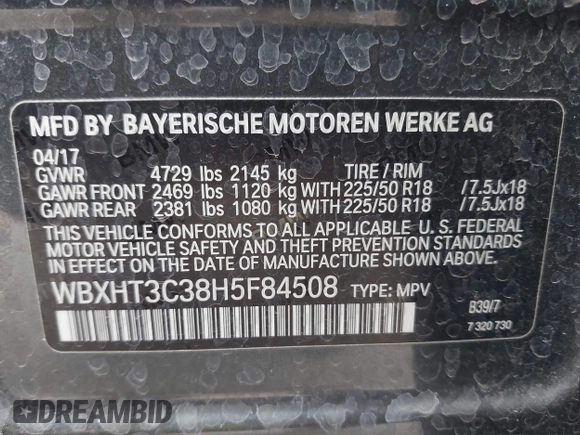 MFD BY BAYERISCHE MOTOREN WERKE AG
04/17
GVWR 4729 lbs 2145 kg TIRE / RIM
GAWR FRONT 2469 lbs 1120 kg WITH 225/50 R18 /7.5Jx18
GAWR REAR 2381 lbs 1080 kg WITH 225/50 R18 /7.5Jx18
THIS VEHICLE CONFORMS TO ALL APPLICABLE U. S. FEDERAL
MOTOR VEHICLE SAFETY AND THEFT PREVENTION STANDARDS
IN EFFECT ON THE DATE OF MANUFACTURE SHOWN ABOVE.
WBXHT3C38H5F84508 TYPE: MPV
B39/7
7 320 730
DREAMBID